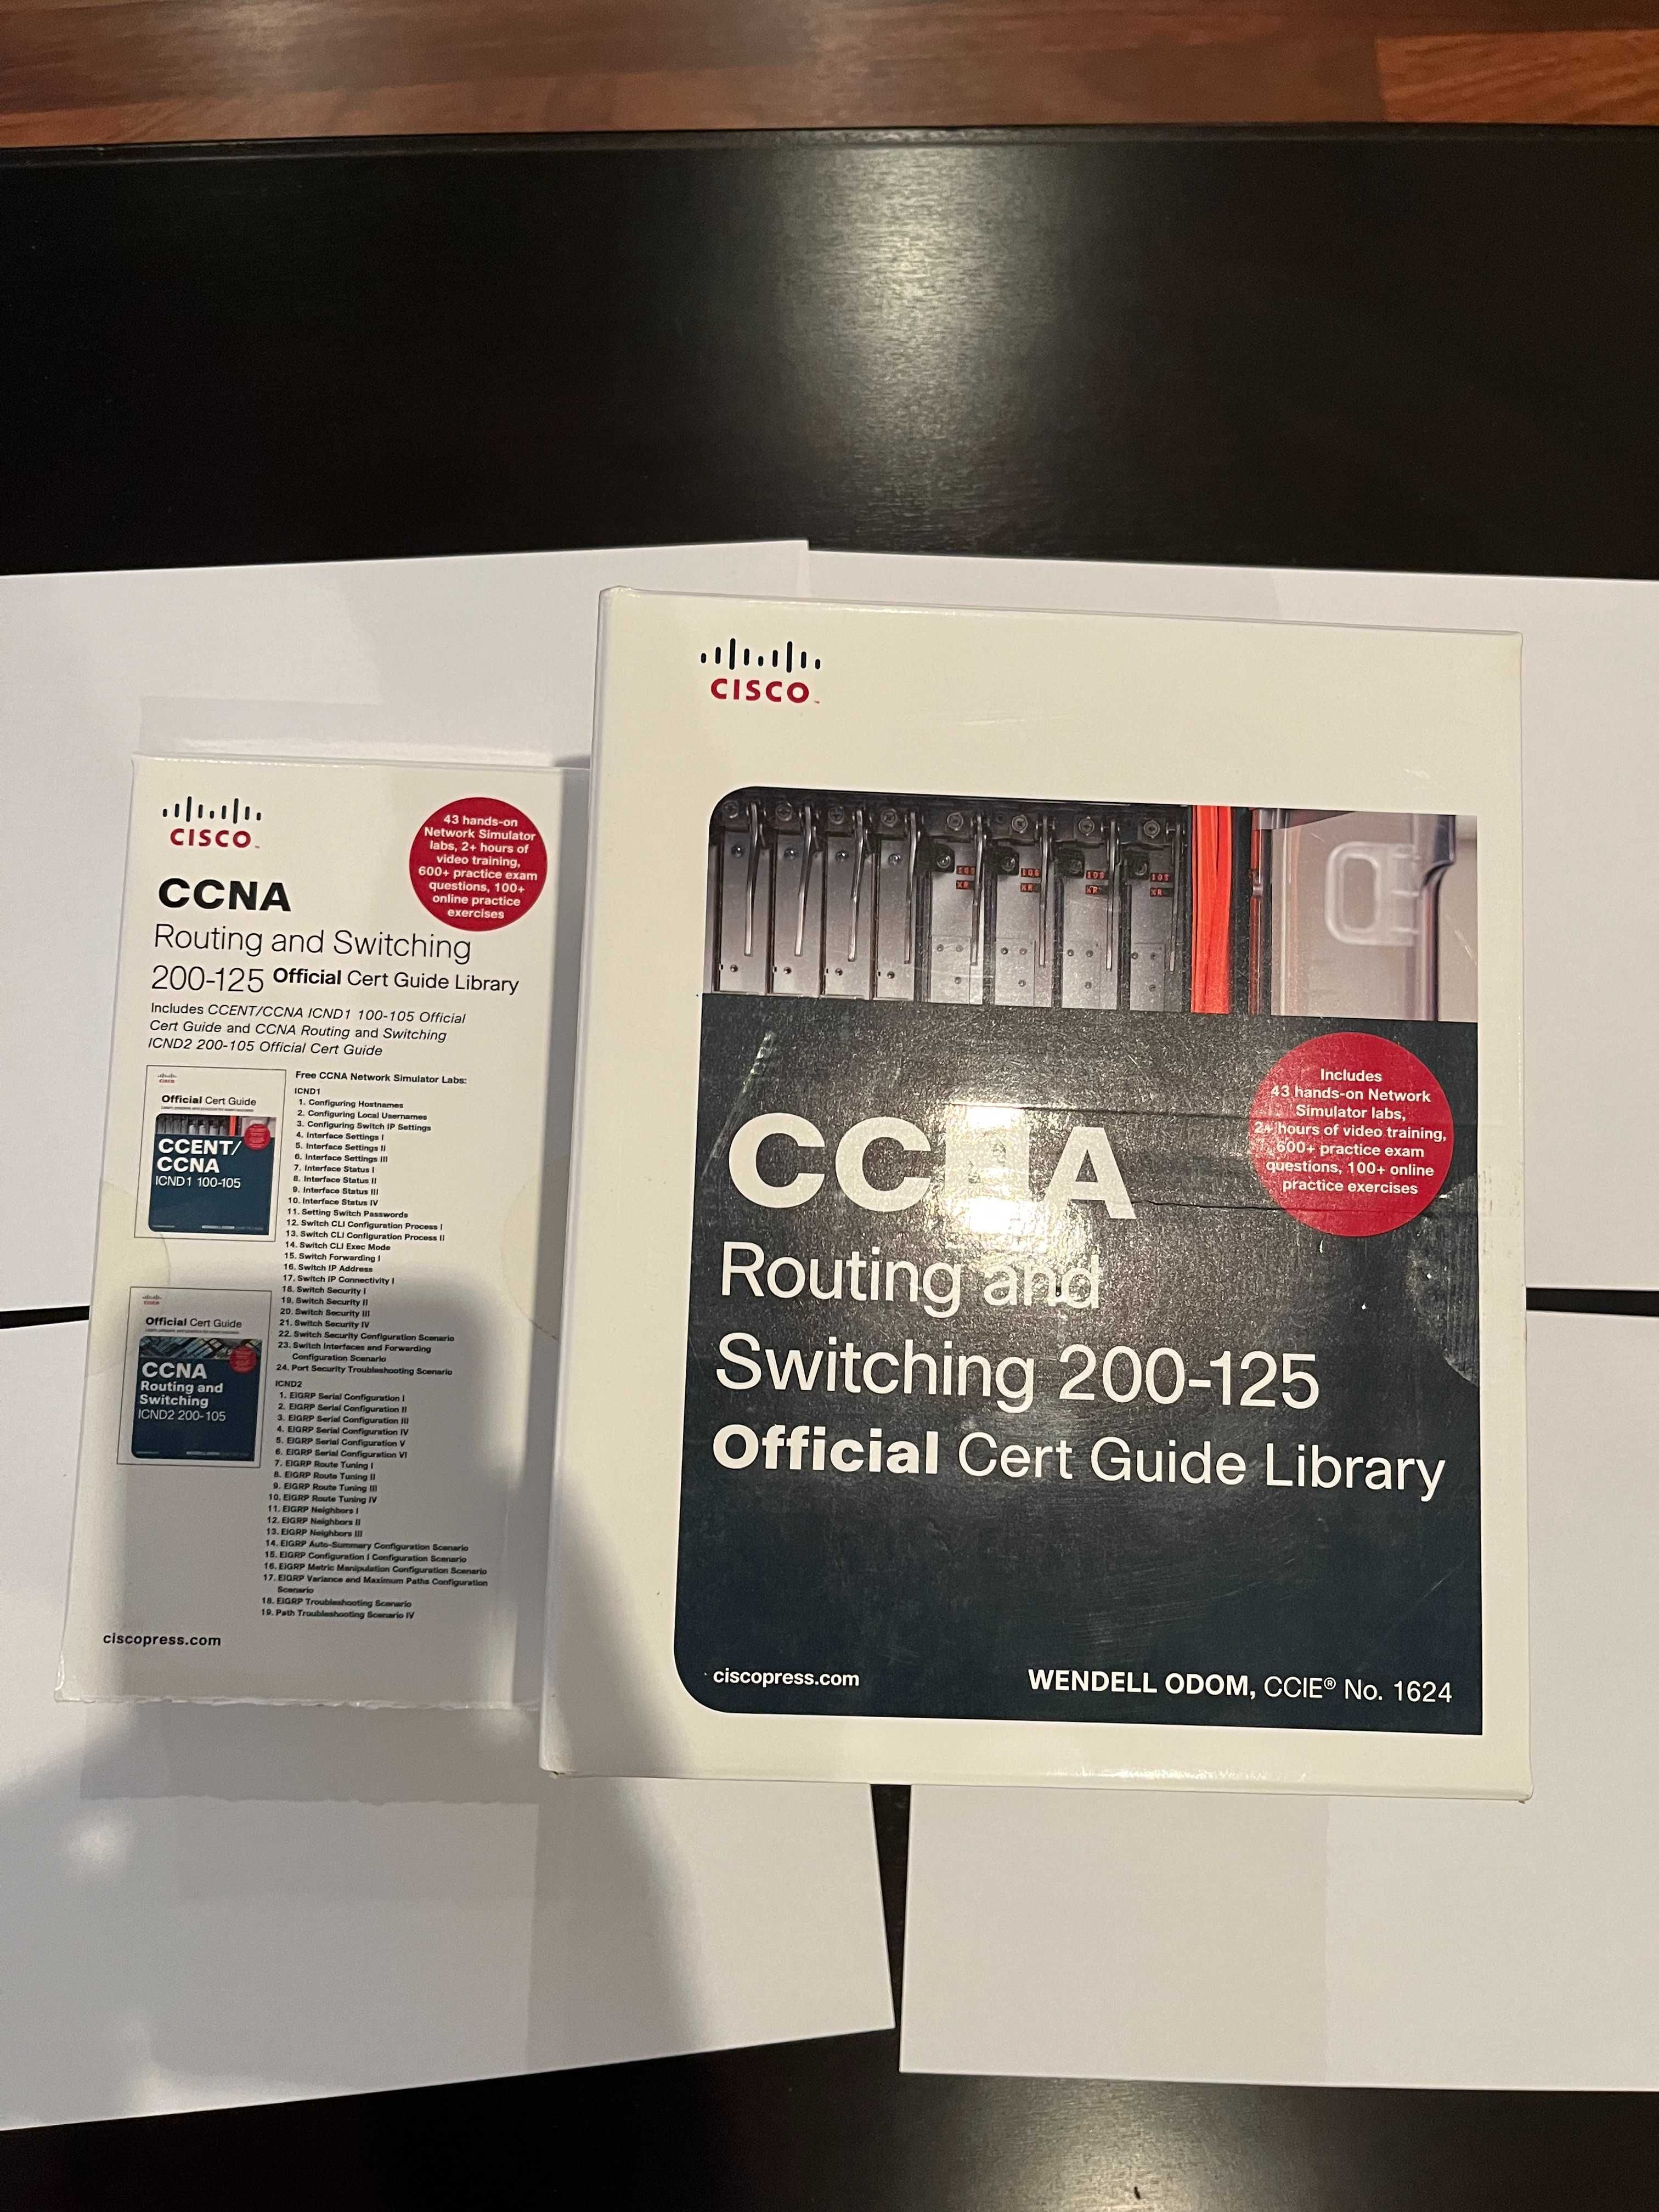 CISCO
CCNA
Routing and Switching
200-125 Official Cert Guide Library
43 hands-on
Network Simulator
labs, 2+ hours of
video training,
600+ practice exam
questions, 100+
online practice
exercises
Includes CCENT/CCNA ICND1 100-105 Official
Cert Guide and CCNA Routing and Switching
ICND2 200-105 Official Cert Guide
CISCO
Official Cert Guide
CCENT/
CCNA
ICND1 100-105
CISCO
Official Cert Guide
CCNA
Routing and
Switching
ICND2 200-105
Free CCNA Network Simulator Labs:
ICND1
1. Configuring Hostnames
2. Configuring Local Usernames
3. Configuring Switch IP Settings
4. Interface Settings I
5. Interface Settings II
6. Interface Settings III
7. Interface Status I
8. Interface Status II
9. Interface Status III
10. Interface Status IV
11. Setting Switch Passwords
12. Switch CLI Configuration Process I
13. Switch CLI Configuration Process II
14. Switch CLI Exec Mode
15. Switch Forwarding I
16. Switch IP Address
17. Switch IP Connectivity I
18. Switch Security I
19. Switch Security II
20. Switch Security III
21. Switch Security IV
22. Switch Security Configuration Scenario
23. Switch Interfaces and Forwarding
Configuration Scenario
24. Port Security Troubleshooting Scenario
ICND2
1. EIGRP Serial Configuration I
2. EIGRP Serial Configuration II
3. EIGRP Serial Configuration III
4. EIGRP Serial Configuration IV
5. EIGRP Serial Configuration V
6. EIGRP Serial Configuration VI
7. EIGRP Route Tuning I
8. EIGRP Route Tuning II
9. EIGRP Route Tuning III
10. EIGRP Route Tuning IV
11. EIGRP Neighbors I
12. EIGRP Neighbors II
13. EIGRP Neighbors III
14. EIGRP Auto-Summary Configuration Scenario
15. EIGRP Configuration I Configuration Scenario
16. EIGRP Metric Manipulation Configuration Scenario
17. EIGRP Variance and Maximum Paths Configuration
Scenario
18. EIGRP Troubleshooting Scenario
19. Path Troubleshooting Scenario IV
ciscopress.com
CISCO
Includes
43 hands-on Network
Simulator labs,
2+ hours of video training,
600+ practice exam
questions, 100+ online
practice exercises
CCNA
Routing and
Switching 200-125
Official Cert Guide Library
ciscopress.com
WENDELL ODOM, CCIE® No. 1624